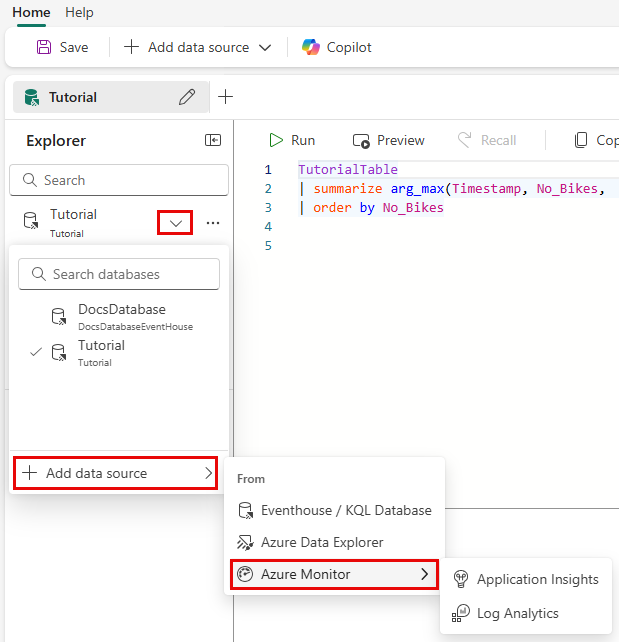 Home Help
Save Add data source Copilot
Tutorial
Explorer
Search
Tutorial
Tutorial
Search databases
DocsDatabase
DocsDatabaseEventHouse
Tutorial
Tutorial
Add data source
Run Preview Recall
1 TutorialTable
2 | summarize arg_max(Timestamp, No_Bikes,
3 | order by No_Bikes
4
5
From
Eventhouse / KQL Database
Azure Data Explorer
Azure Monitor
Application Insights
Log Analytics